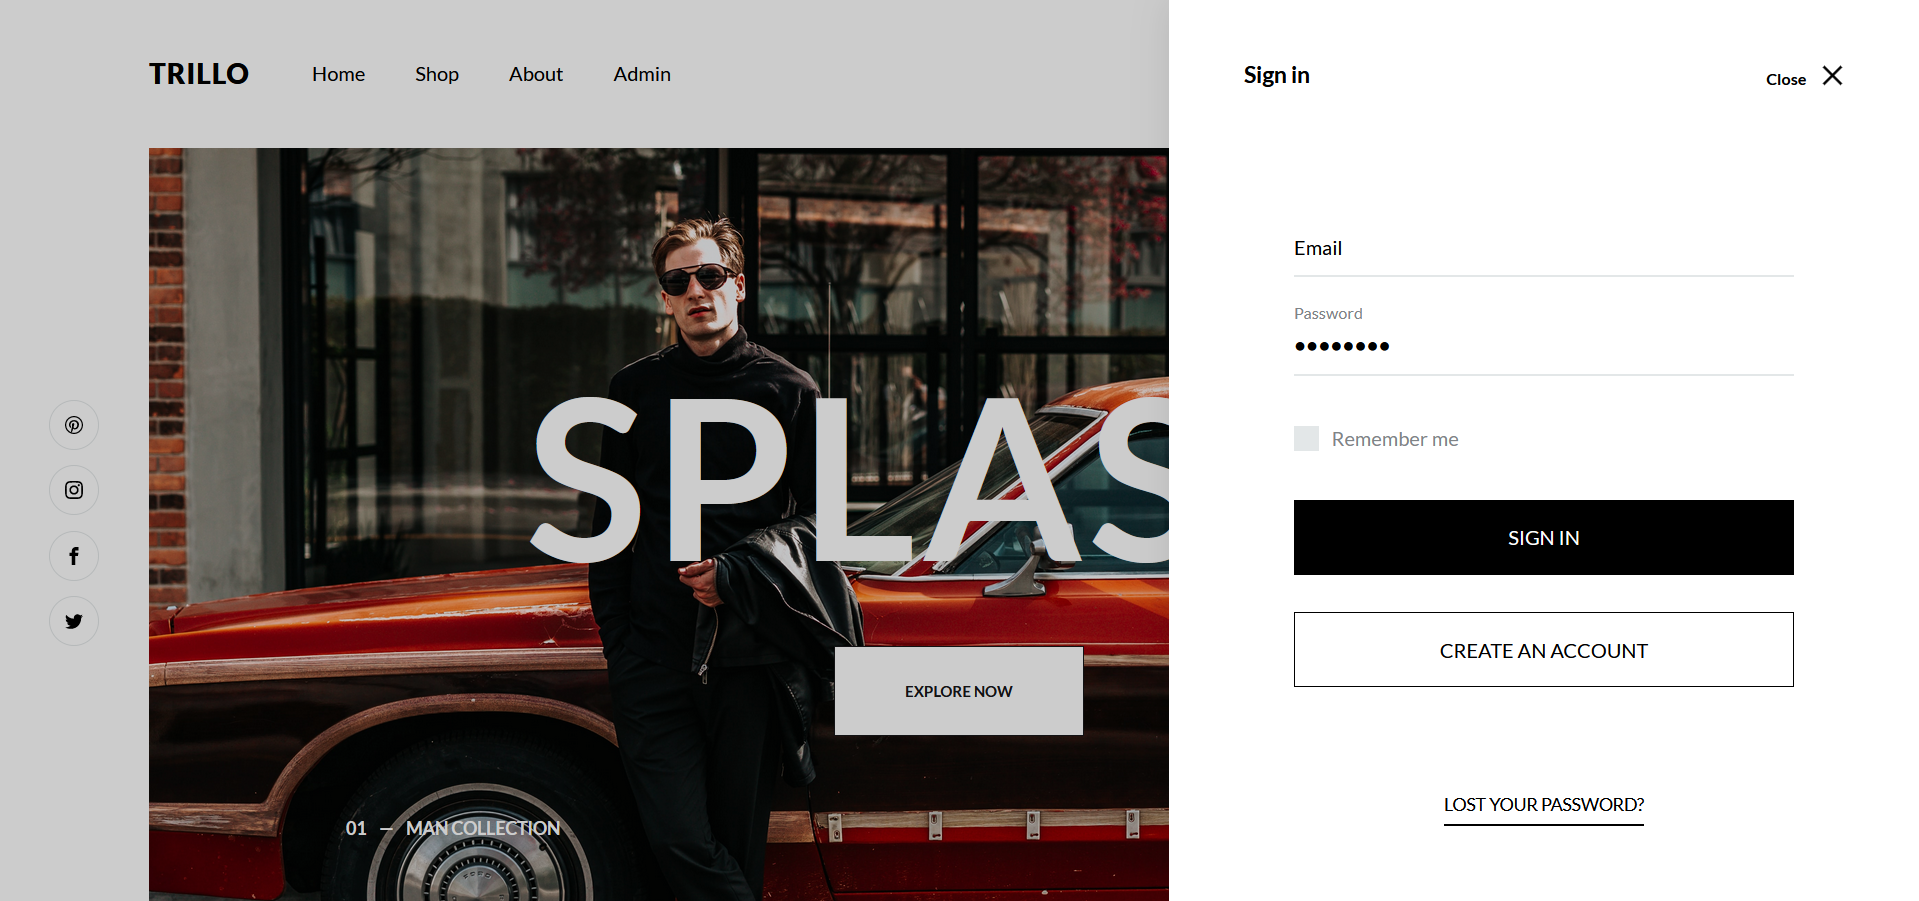 TRILLO
Home
Shop
About
Admin
SPLAS
EXPLORE NOW
01 — MAN COLLECTION
Sign in
Close
Email
Password
••••••••
Remember me
SIGN IN
CREATE AN ACCOUNT
LOST YOUR PASSWORD?